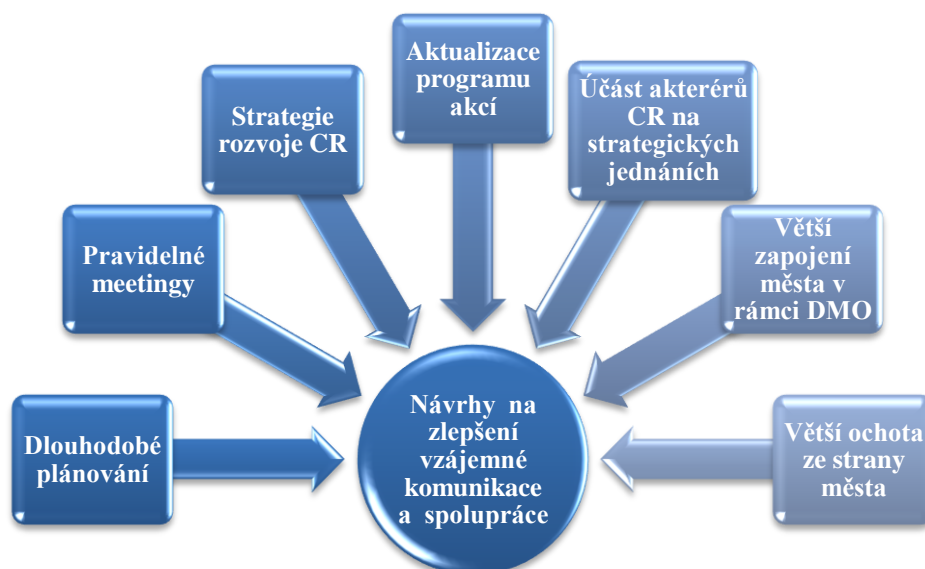 Aktualizace
programu
akcí
Účast akterérů
CR na
strategických
jednáních
Strategie
rozvoje CR
Pravidelné
meetingy
Větší
zapojení
města v
rámci DMO
Dlouhodobé
plánování
Návrhy na
zlepšení
vzájemné
komunikace
a spolupráce
Větší ochota
ze strany
města